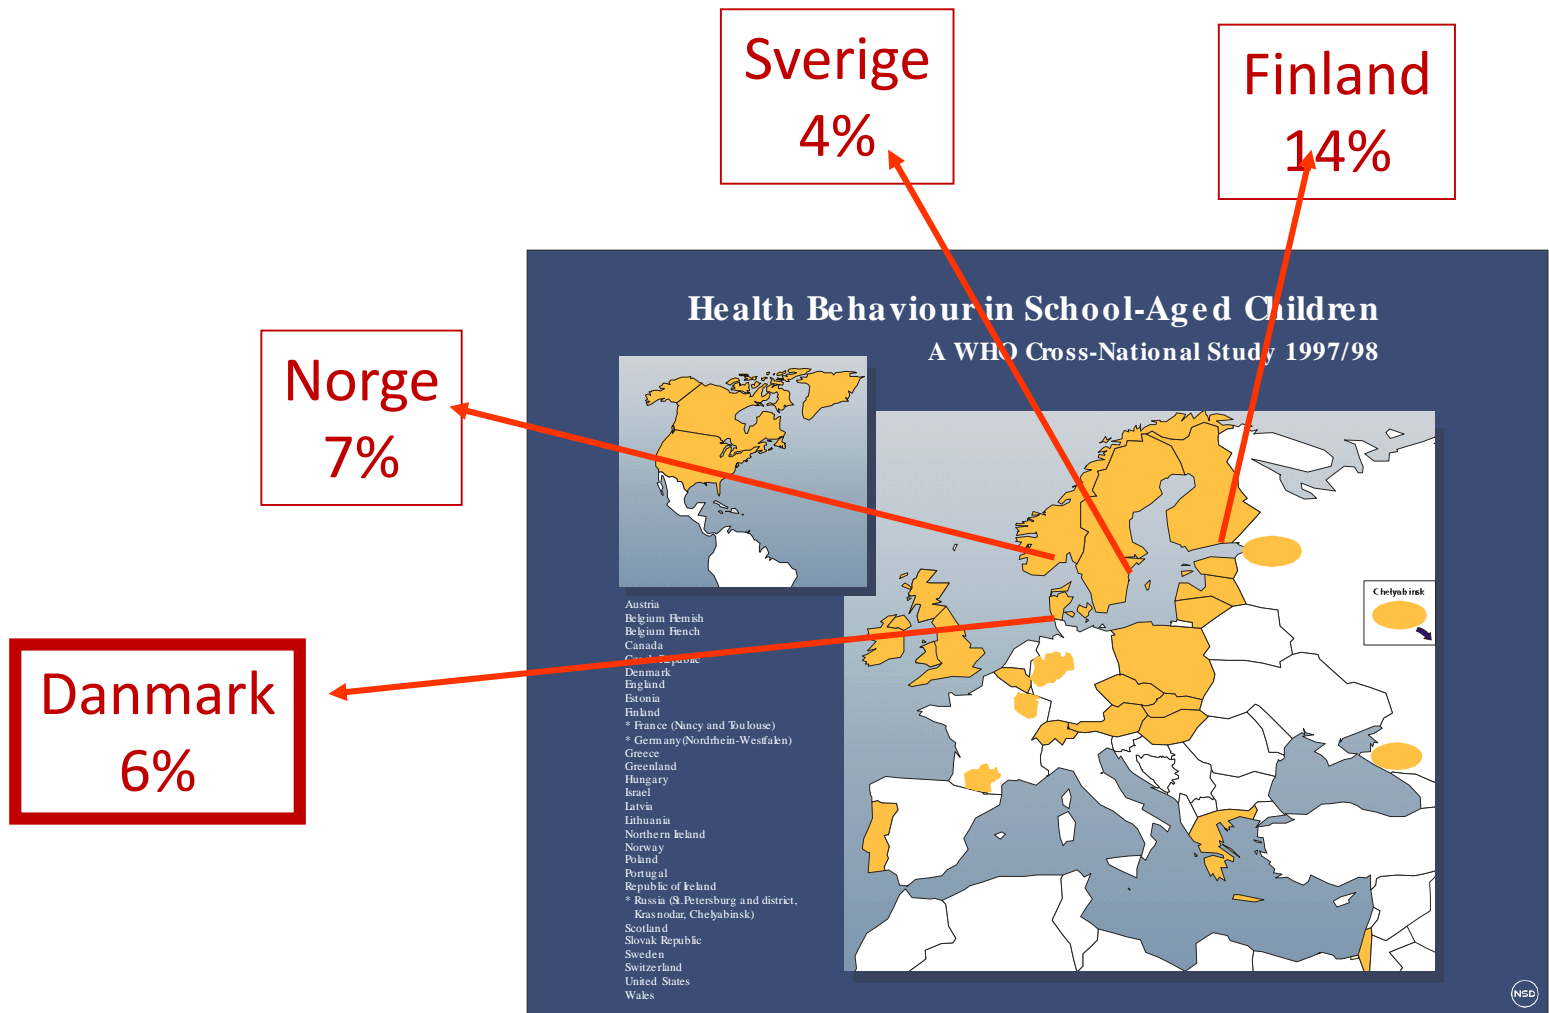 Sverige
4%
Finland
14%
Norge
7%
Danmark
6%
Health Behaviour in School-Aged Children
A WHO Cross-National Study 1997/98
Chelyabinsk
Austria
Belgium Flemish
Belgium French
Canada
Czech Republic
Denmark
England
Estonia
Finland
* France (Nancy and Toulouse)
* Germany(Nordrhein-Westfalen)
Greece
Greenland
Hungary
Israel
Latvia
Lithuania
Northern Ireland
Norway
Poland
Portugal
Republic of Ireland
* Russia (St.Petersburg and district,
Krasnodar, Chelyabinsk)
Scotland
Slovak Republic
Sweden
Switzerland
United States
Wales
NSD